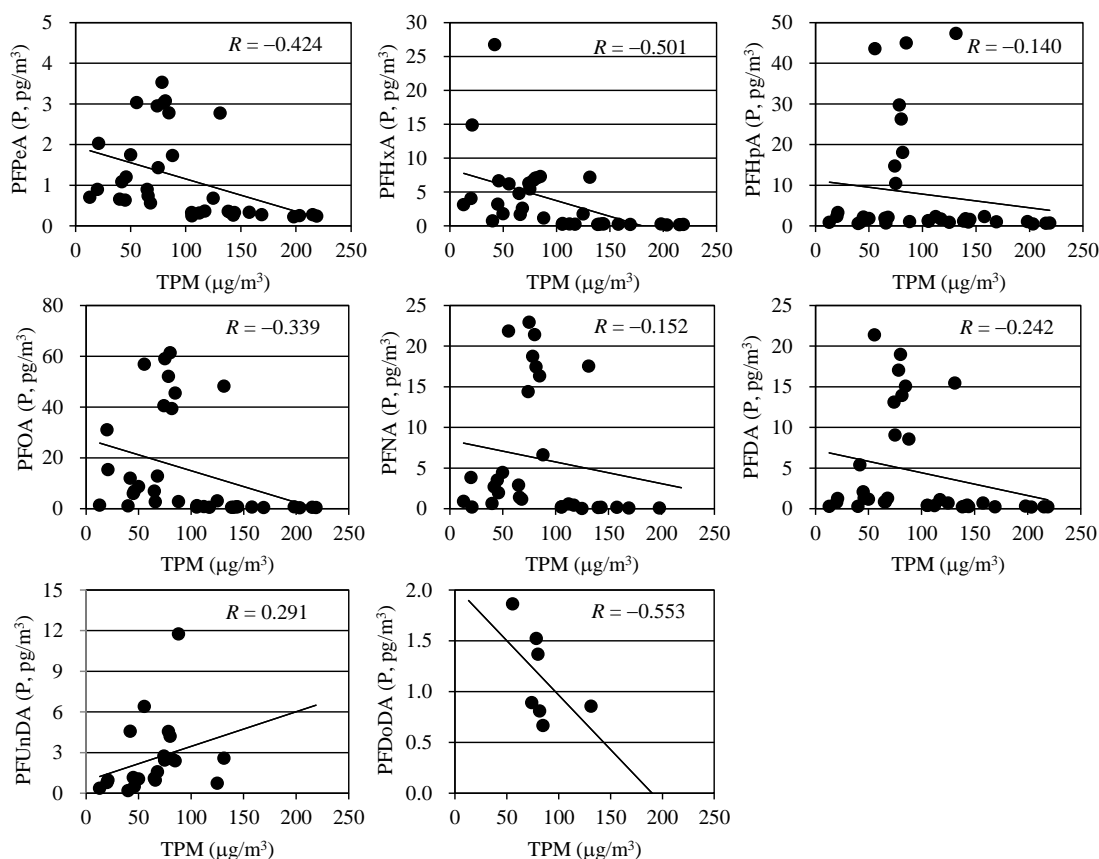 PFPeA (P, pg/m³)
5
4
3
2
1
0
R = −0.424
0 50 100 150 200 250
TPM (μg/m³)
PFHxA (P, pg/m³)
30
25
20
15
10
5
0
R = −0.501
0 50 100 150 200 250
TPM (μg/m³)
PFHpA (P, pg/m³)
50
40
30
20
10
0
R = −0.140
0 50 100 150 200 250
TPM (μg/m³)
PFOA (P, pg/m³)
80
60
40
20
0
R = −0.339
0 50 100 150 200 250
TPM (μg/m³)
PFNA (P, pg/m³)
25
20
15
10
5
0
R = −0.152
0 50 100 150 200 250
TPM (μg/m³)
PFDA (P, pg/m³)
25
20
15
10
5
0
R = −0.242
0 50 100 150 200 250
TPM (μg/m³)
PFUnDA (P, pg/m³)
15
12
9
6
3
0
R = 0.291
0 50 100 150 200 250
TPM (μg/m³)
PFDoDA (P, pg/m³)
2.0
1.5
1.0
0.5
0.0
R = −0.553
0 50 100 150 200 250
TPM (μg/m³)